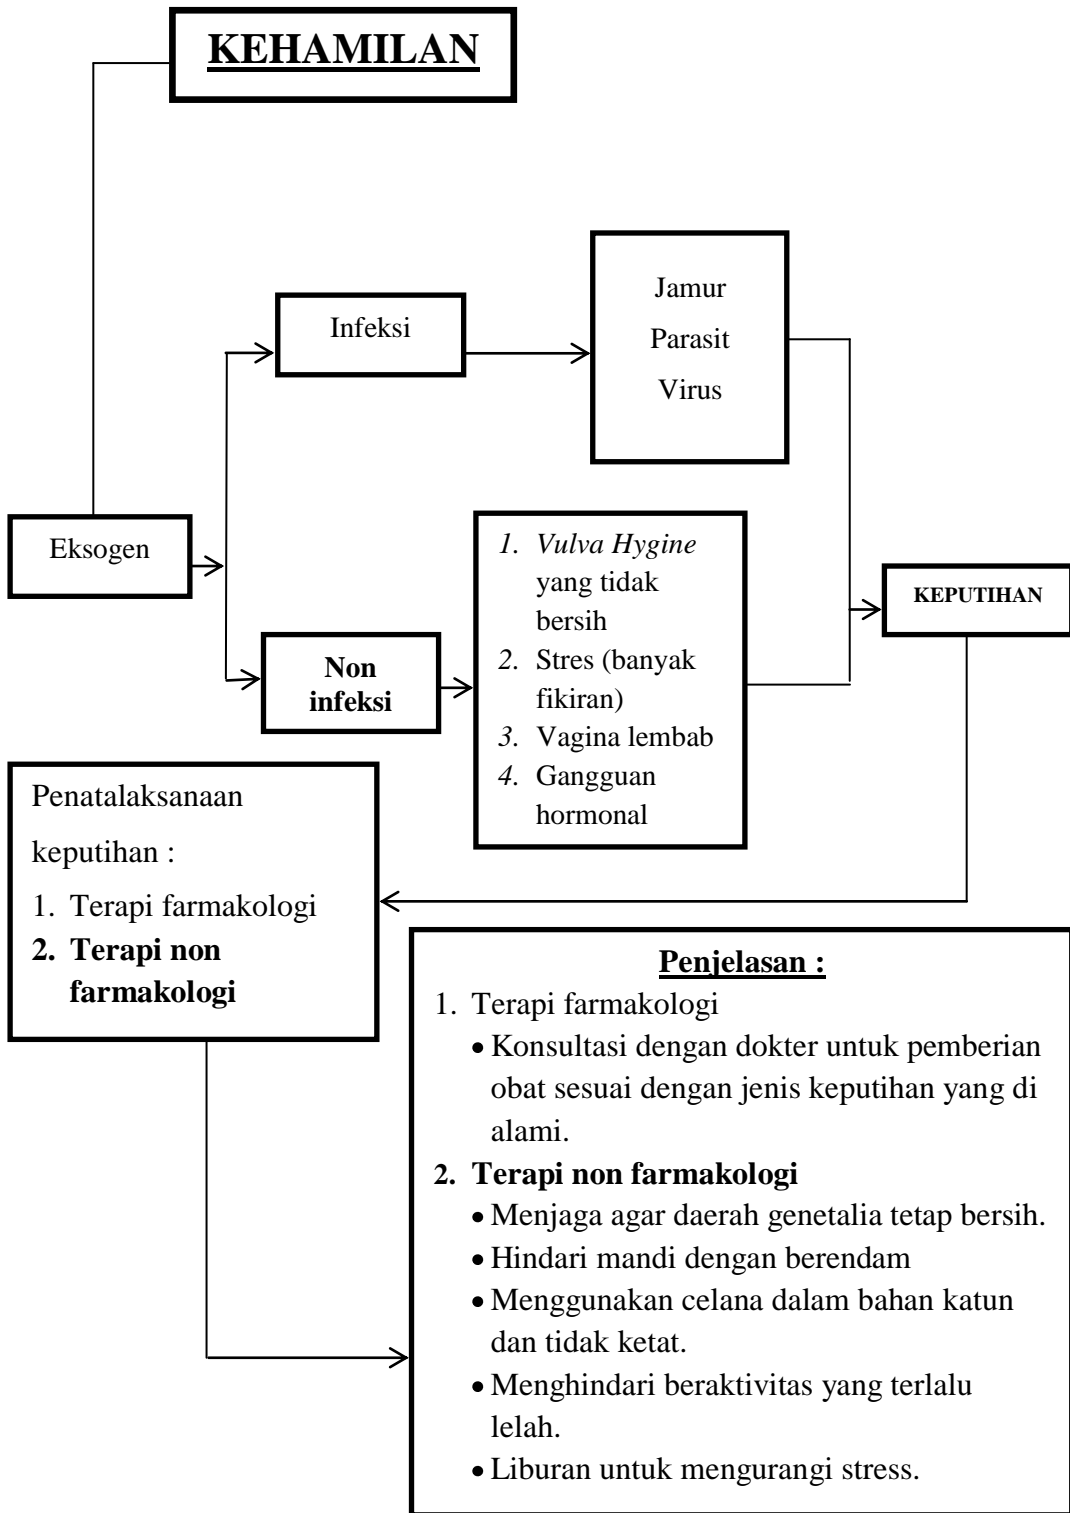 KEHAMILAN
Infeksi
Jamur
Parasit
Virus
Eksogen
Non
infeksi
1. Vulva Hygine
yang tidak
bersih
2. Stres (banyak
fikiran)
3. Vagina lembab
4. Gangguan
hormonal
KEPUTIHAN
Penatalaksanaan
keputihan :
1. Terapi farmakologi
2. Terapi non
farmakologi
Penjelasan :
1. Terapi farmakologi
• Konsultasi dengan dokter untuk pemberian
obat sesuai dengan jenis keputihan yang di
alami.
2. Terapi non farmakologi
• Menjaga agar daerah genetalia tetap bersih.
• Hindari mandi dengan berendam
• Menggunakan celana dalam bahan katun
dan tidak ketat.
• Menghindari beraktivitas yang terlalu
lelah.
• Liburan untuk mengurangi stress.